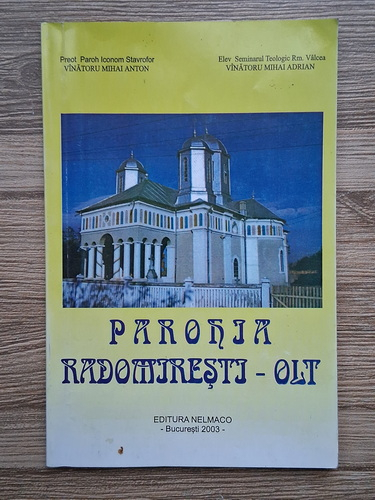 Preot Paroh Iconom Stavrofor
VÎNĂTORU MIHAI ANTON
Elev Seminarul Teologic Rm. Vâlcea
VÎNĂTORU MIHAI ADRIAN
PAROHIA
RADOMIREŞTI - OLT
EDITURA NELMACO
- Bucureşti 2003 -